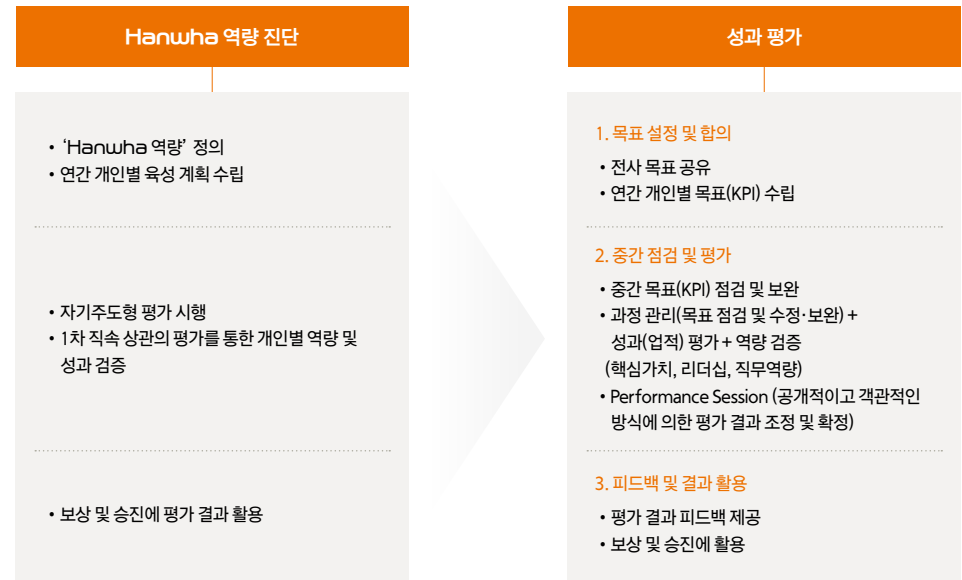 Hanwha 역량 진단
• ‘Hanwha 역량’ 정의
• 연간 개인별 육성 계획 수립
• 자기주도형 평가 시행
• 1차 직속 상관의 평가를 통한 개인별 역량 및
성과 검증
• 보상 및 승진에 평가 결과 활용
성과 평가
1. 목표 설정 및 합의
• 전사 목표 공유
• 연간 개인별 목표(KPI) 수립
2. 중간 점검 및 평가
• 중간 목표(KPI) 점검 및 보완
• 과정 관리(목표 점검 및 수정·보완) +
성과(업적) 평가 + 역량 검증
(핵심가치, 리더십, 직무역량)
• Performance Session (공개적이고 객관적인
방식에 의한 평가 결과 조정 및 확정)
3. 피드백 및 결과 활용
• 평가 결과 피드백 제공
• 보상 및 승진에 활용